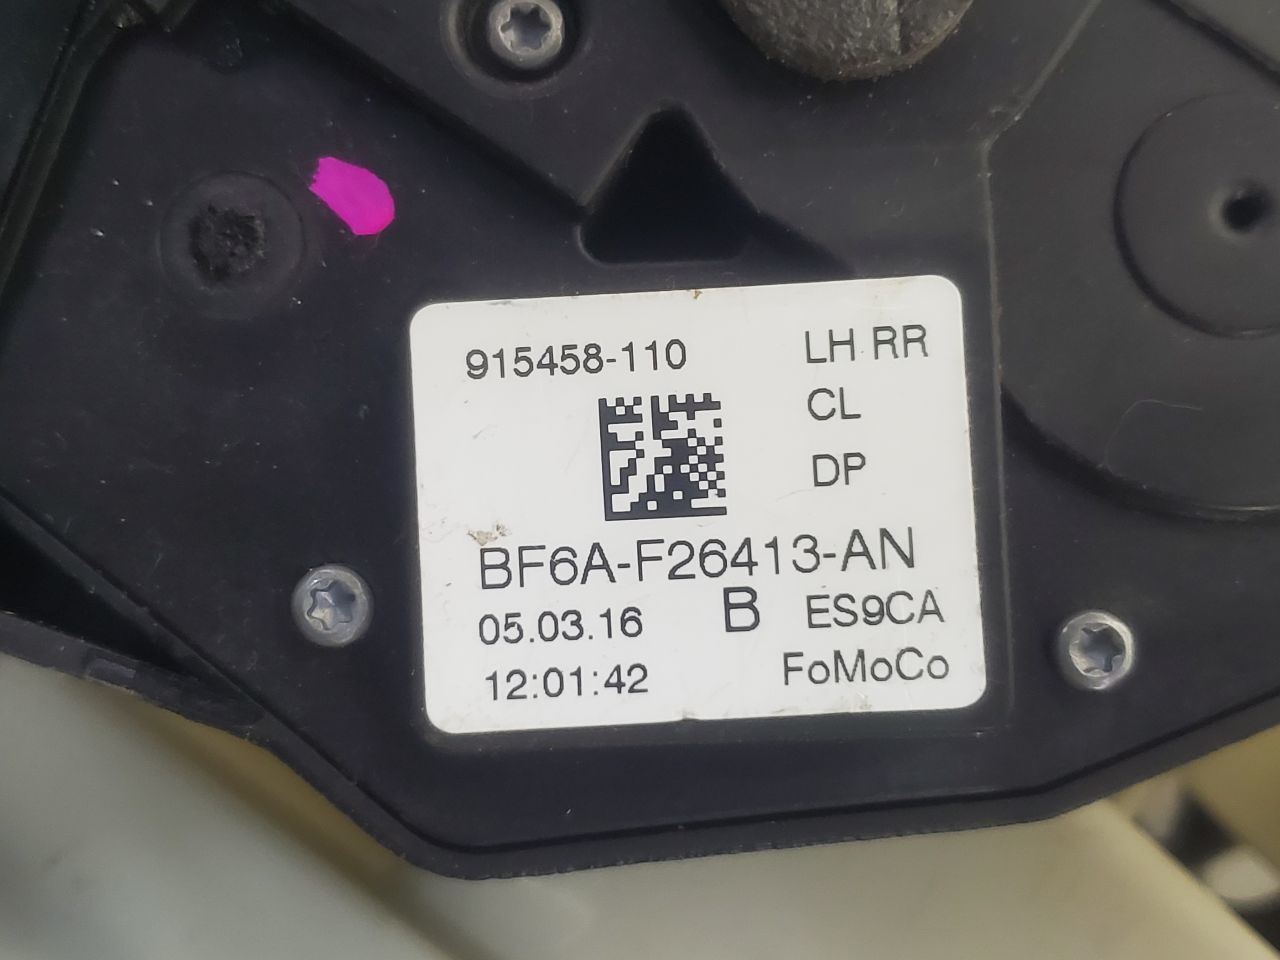 915458-110
LH RR
CL
DP
BF6A-F26413-AN
05.03.16 B ES9CA
12:01:42 FoMoCo